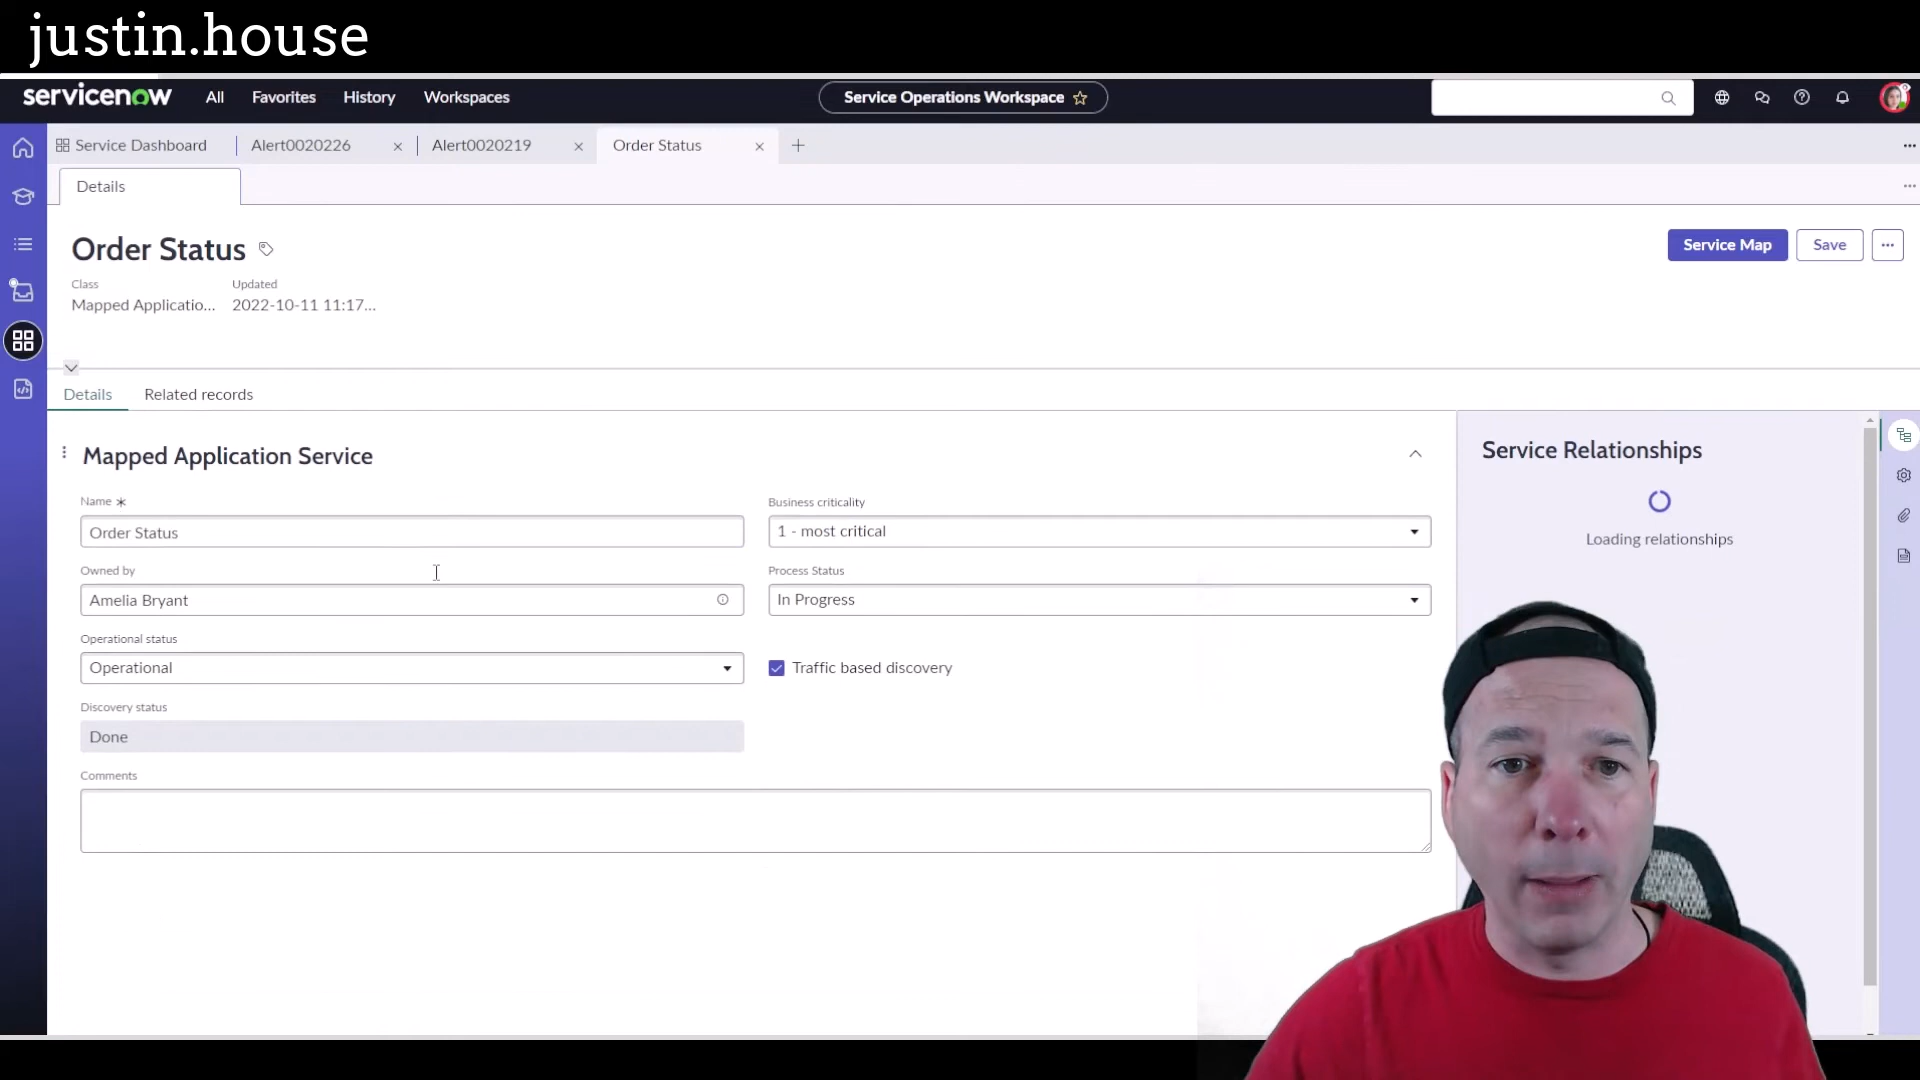 justin.house
servicenow All Favorites History Workspaces Service Operations Workspace
Service Dashboard Alert0020226 Alert0020219 Order Status
Details
Order Status
Service Map Save
Class Updated
Mapped Applicatio... 2022-10-11 11:17...
Details Related records
Mapped Application Service
Service Relationships
Name *
Business criticality
Order Status
1 - most critical
Loading relationships
Owned by
Process Status
Amelia Bryant
In Progress
Operational status
Operational
Traffic based discovery
Discovery status
Done
Comments